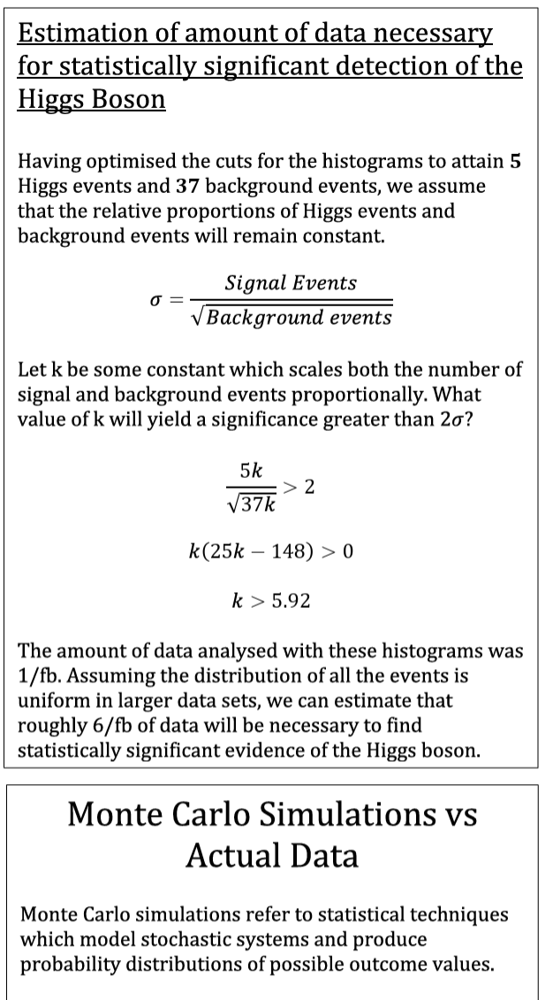 Estimation of amount of data necessary
for statistically significant detection of the
Higgs Boson
Having optimised the cuts for the histograms to attain 5
Higgs events and 37 background events, we assume
that the relative proportions of Higgs events and
background events will remain constant.
σ = Signal Events / √Background events
Let k be some constant which scales both the number of
signal and background events proportionally. What
value of k will yield a significance greater than 2σ?
5k / √37k > 2
k(25k − 148) > 0
k > 5.92
The amount of data analysed with these histograms was
1/fb. Assuming the distribution of all the events is
uniform in larger data sets, we can estimate that
roughly 6/fb of data will be necessary to find
statistically significant evidence of the Higgs boson.
Monte Carlo Simulations vs
Actual Data
Monte Carlo simulations refer to statistical techniques
which model stochastic systems and produce
probability distributions of possible outcome values.